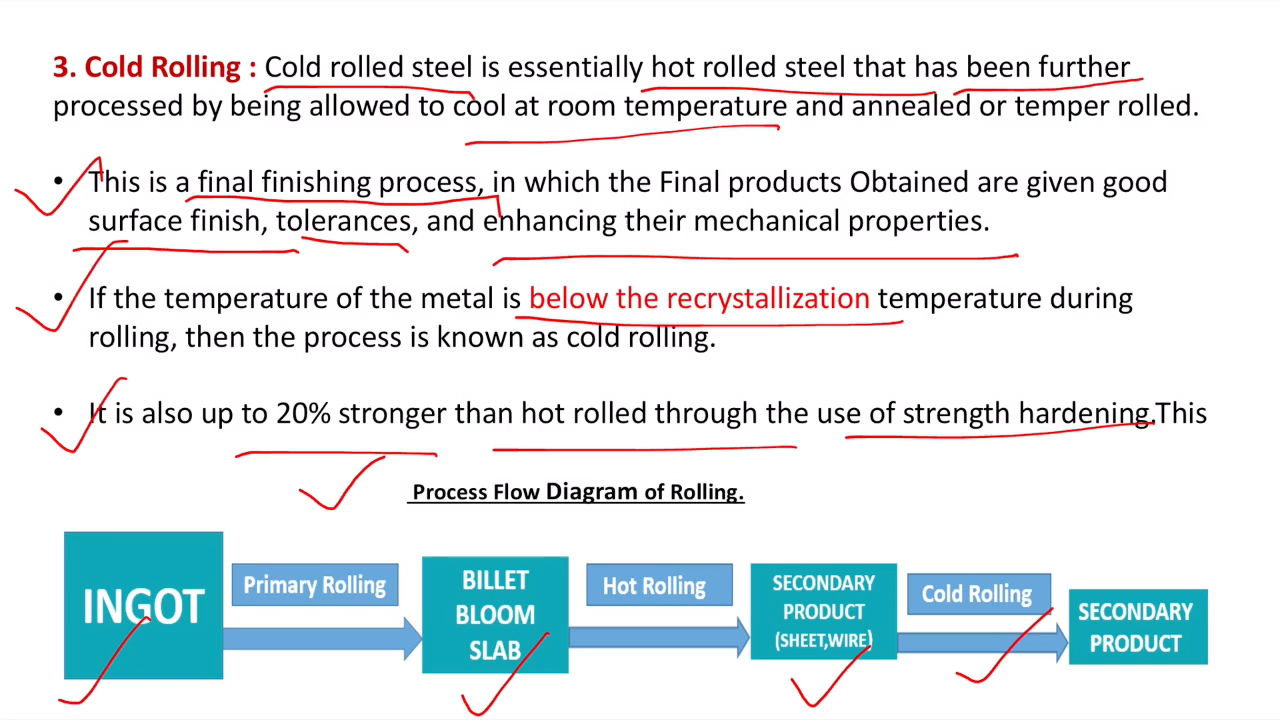 3. Cold Rolling : Cold rolled steel is essentially hot rolled steel that has been further
processed by being allowed to cool at room temperature and annealed or temper rolled.
• This is a final finishing process, in which the Final products Obtained are given good
surface finish, tolerances, and enhancing their mechanical properties.
• If the temperature of the metal is below the recrystallization temperature during
rolling, then the process is known as cold rolling.
• It is also up to 20% stronger than hot rolled through the use of strength hardening.This
Process Flow Diagram of Rolling.
INGOT
Primary Rolling
BILLET
BLOOM
SLAB
Hot Rolling
SECONDARY
PRODUCT
(SHEET,WIRE)
Cold Rolling
SECONDARY
PRODUCT